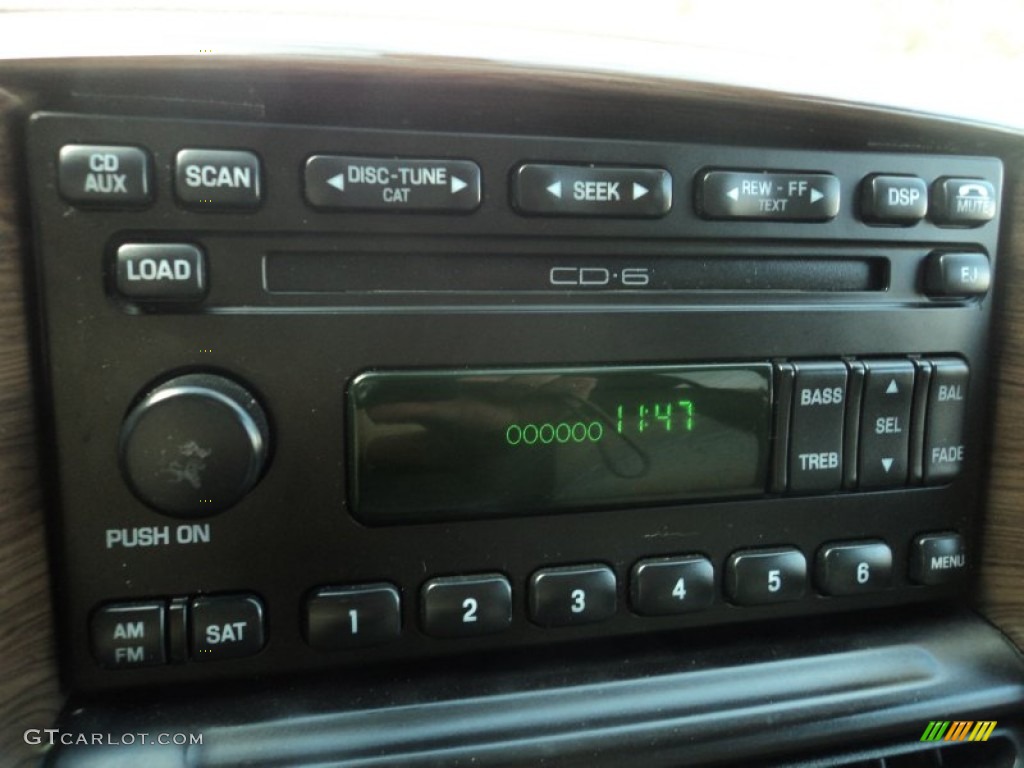 CD
AUX
SCAN
DISC-TUNE
CAT
SEEK
REW - FF
TEXT
DSP
MUTE
LOAD
CD·6
EJ
11:47
000000
BASS
TREB
SEL
BAL
FADE
PUSH ON
AM
FM
SAT
1
2
3
4
5
6
MENU
GTCARLOT.COM